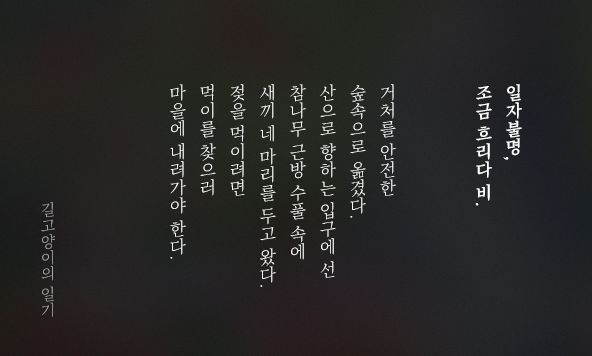 일자불명,
조금 흐리다 비.
거처를 안전한
숲속으로 옮겼다.
산으로 향하는 입구에 선
참나무 근방 수풀 속에
새끼 네 마리를 두고 왔다.
젖을 먹이려면
먹이를 찾으러
마을에 내려가야 한다.
길고양이의 일기